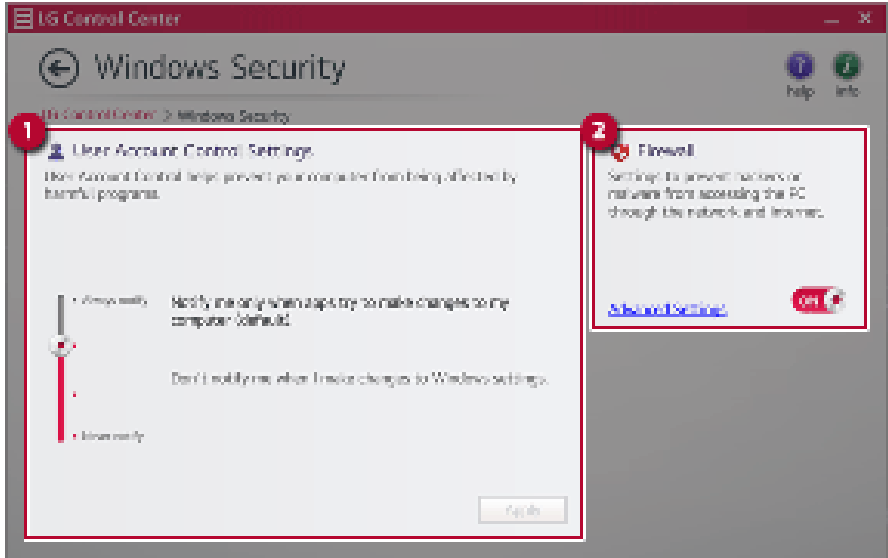 LG Control Center
Windows Security
help
info
LG Control Center > Windows Security
1
User Account Control Settings
User Account Control helps prevent your computer from being affected by
harmful programs.
Always notify
Notify me only when apps try to make changes to my
computer (default)
Don't notify me when I make changes to Windows settings.
Never notify
Apply
2
Firewall
Settings to prevent hackers or
malware from accessing the PC
through the network and Internet.
Advanced Settings